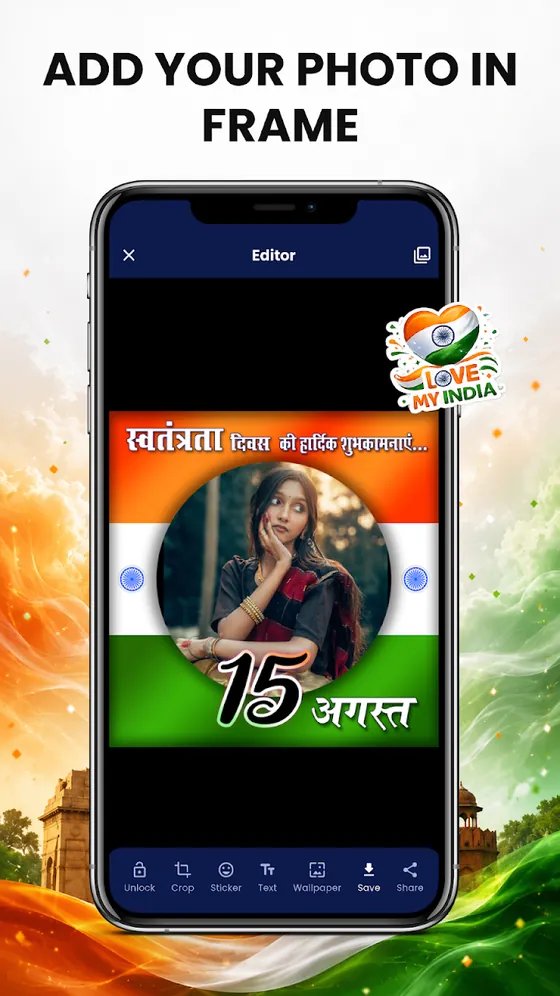 ADD YOUR PHOTO IN
FRAME
Editor
LOVE
MY INDIA
स्वतंत्रता दिवस की हार्दिक शुभकामनाएं...
15 अगस्त
Unlock Crop Sticker Text Wallpaper Save Share